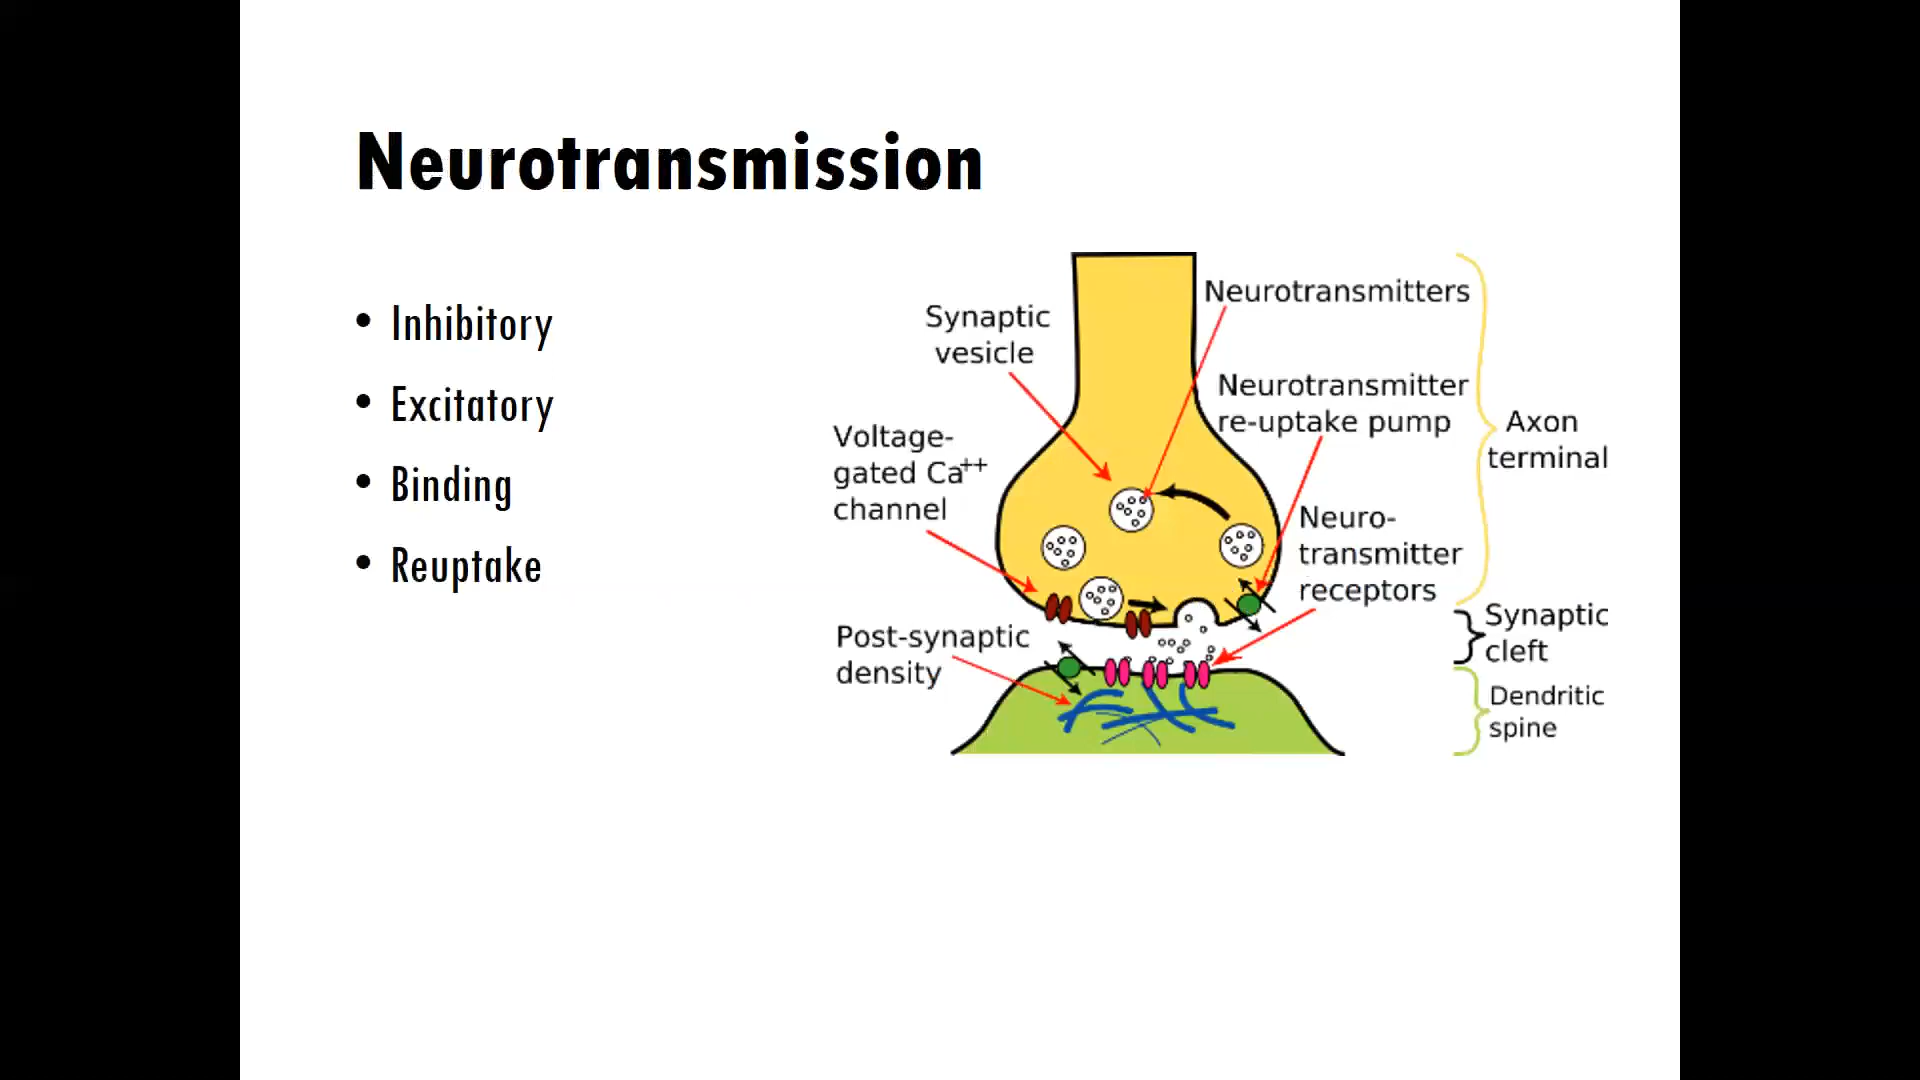 Neurotransmission
• Inhibitory
• Excitatory
• Binding
• Reuptake
Neurotransmitters
Synaptic
vesicle
Neurotransmitter
re-uptake pump
Axon
terminal
Voltage-
gated Ca++
channel
Neuro-
transmitter
receptors
Synaptic
cleft
Post-synaptic
density
Dendritic
spine